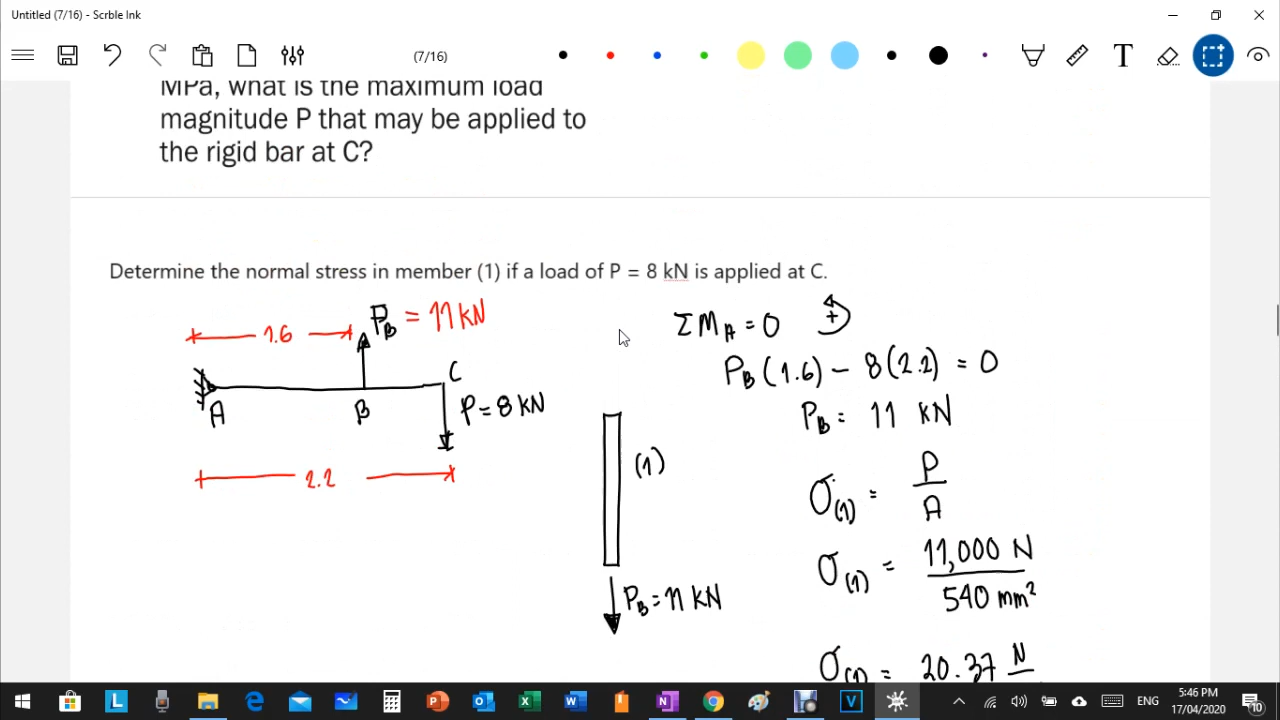 Untitled (7/16) - Scrble Ink
(7/16)
T
MPa, what is the maximum load
magnitude P that may be applied to
the rigid bar at C?
Determine the normal stress in member (1) if a load of P = 8 kN is applied at C.
1.6
P_B = 11 kN
A
B
C
P = 8 kN
2.2
(1)
P_B = 11 kN
ΣM_A = 0
+
P_B (1.6) - 8(2.2) = 0
P_B = 11 kN
σ_(1) = P/A
σ_(1) = 11,000 N / 540 mm²
σ_(1) = 20.37 N
ENG
5:46 PM
17/04/2020
10